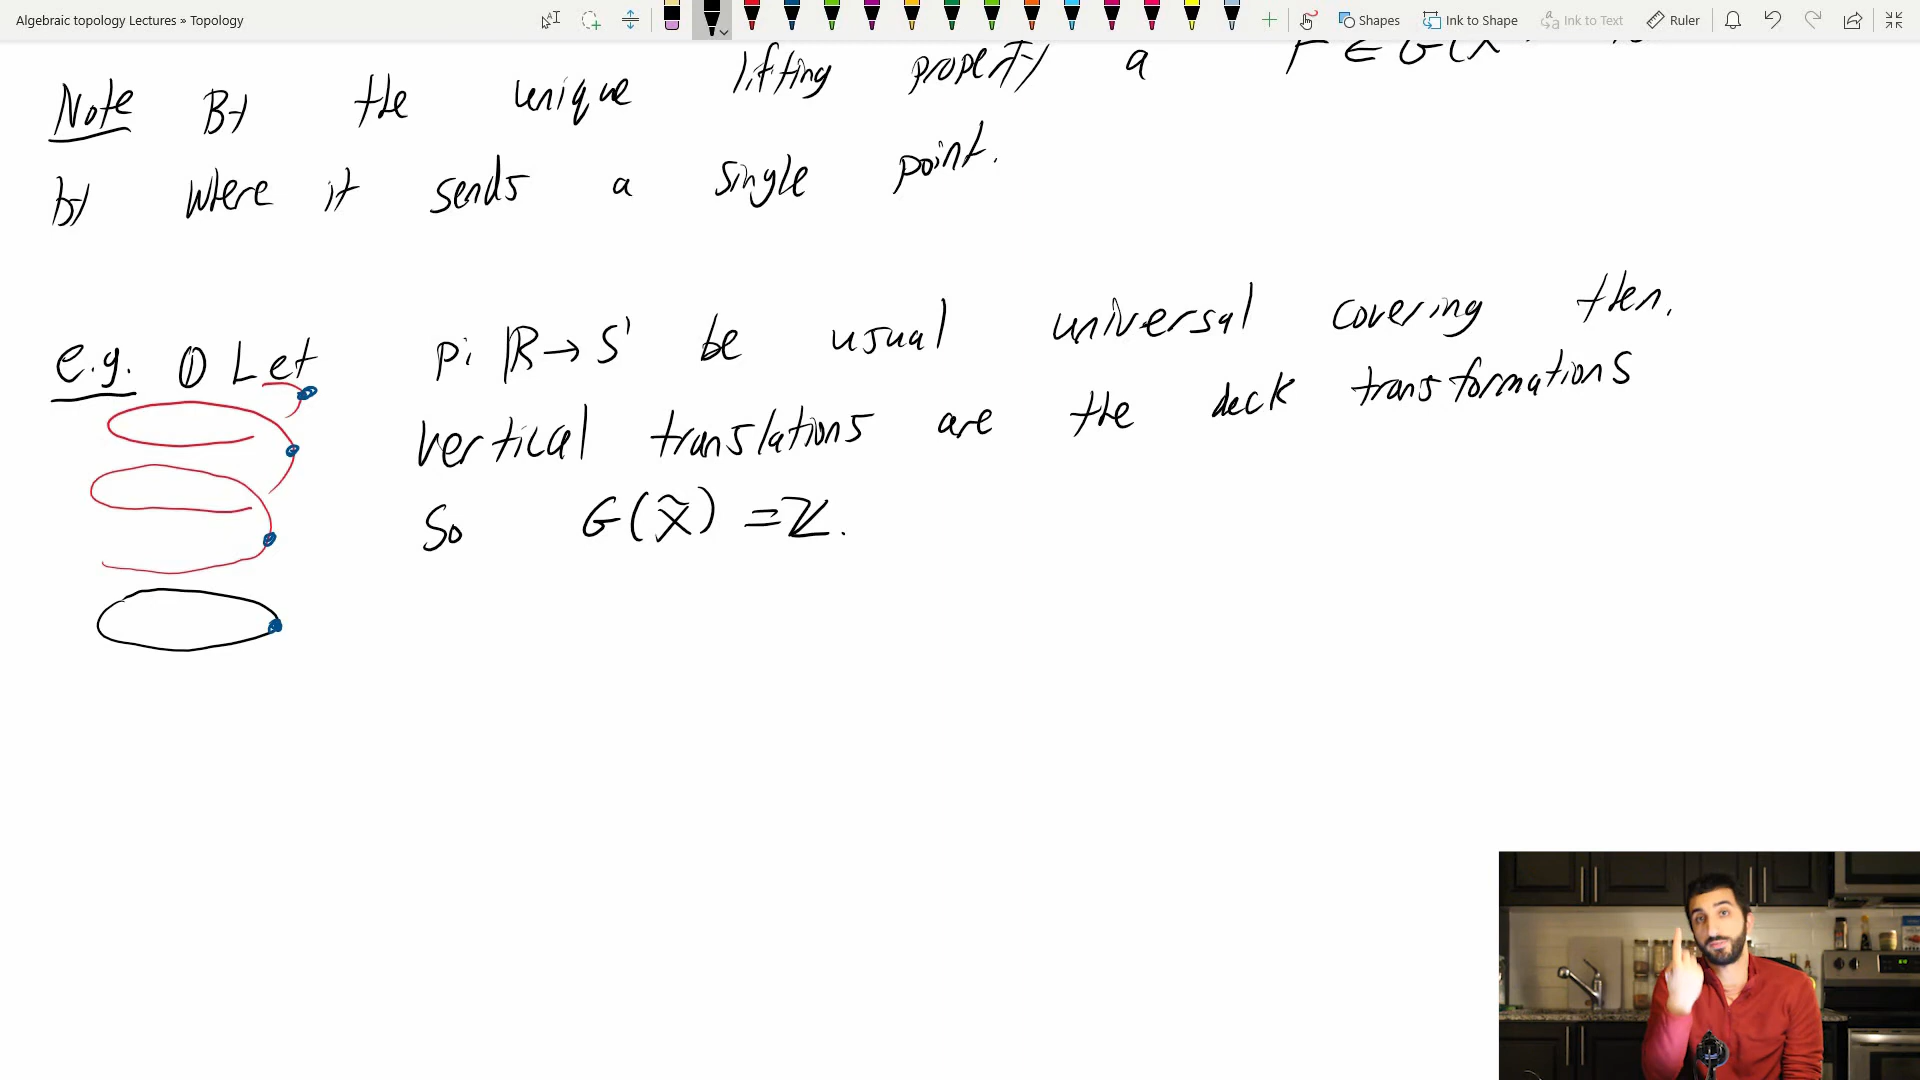 Algebraic topology Lectures » Topology
Shapes Ink to Shape Ink to Text Ruler
Note By the unique lifting property a
by where it sends a single point.
e.g. ① Let p: ℝ → S¹ be usual universal covering then.
vertical translations are the deck transformations
So G(X̃) = ℤ.